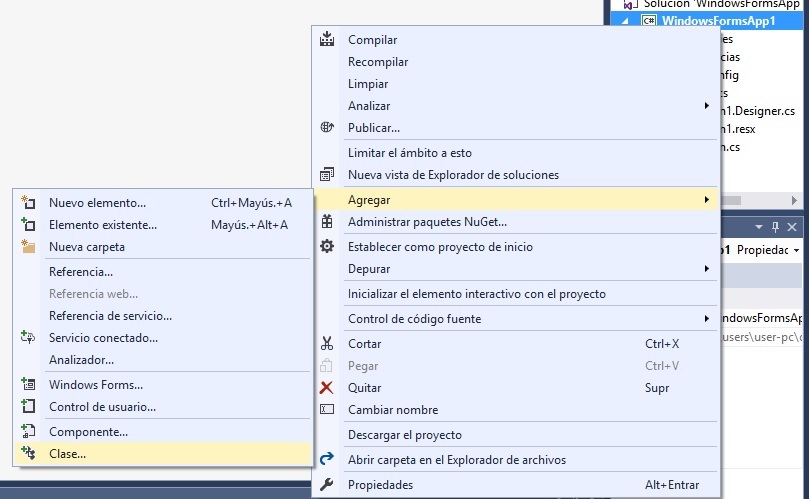 Solución 'WindowsFormsApp
C# WindowsFormsApp1
Compilar
Recompilar
Limpiar
Analizar
Publicar...
Limitar el ámbito a esto
Nueva vista de Explorador de soluciones
Agregar
Administrar paquetes NuGet...
Establecer como proyecto de inicio
Depurar
Inicializar el elemento interactivo con el proyecto
Control de código fuente
Cortar Ctrl+X
Pegar Ctrl+V
Quitar Supr
Cambiar nombre
Descargar el proyecto
Abrir carpeta en el Explorador de archivos
Propiedades Alt+Entrar
Nuevo elemento... Ctrl+Mayús.+A
Elemento existente... Mayús.+Alt+A
Nueva carpeta
Referencia...
Referencia web...
Referencia de servicio...
Servicio conectado...
Analizador...
Windows Forms...
Control de usuario...
Componente...
Clase...
es
cias
nfig
cs
m1.Designer.cs
m1.resx
m.cs
p1 Propiedac
ndowsFormsAp
users\user-pc\